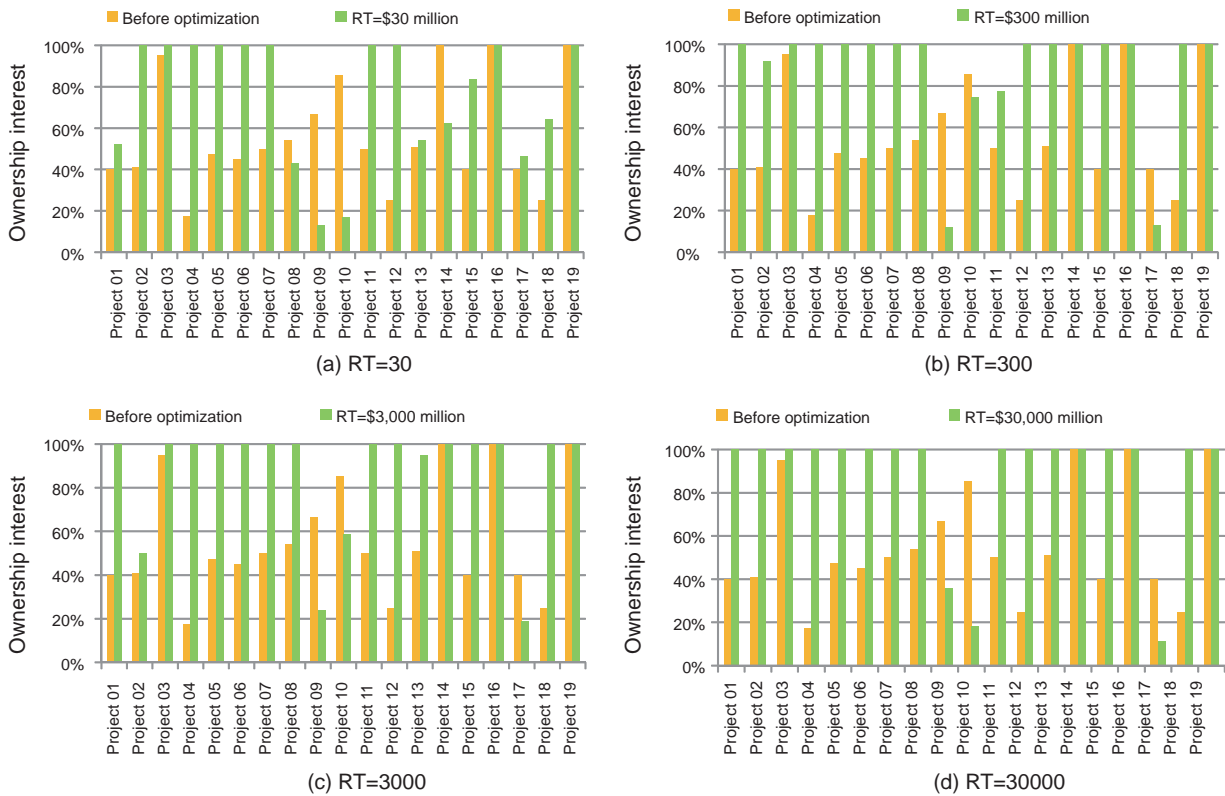 Before optimization RT=$30 million
Ownership interest
100%
80%
60%
40%
20%
0%
Project 01
Project 02
Project 03
Project 04
Project 05
Project 06
Project 07
Project 08
Project 09
Project 10
Project 11
Project 12
Project 13
Project 14
Project 15
Project 16
Project 17
Project 18
Project 19
(a) RT=30
Before optimization RT=$300 million
Ownership interest
100%
80%
60%
40%
20%
0%
Project 01
Project 02
Project 03
Project 04
Project 05
Project 06
Project 07
Project 08
Project 09
Project 10
Project 11
Project 12
Project 13
Project 14
Project 15
Project 16
Project 17
Project 18
Project 19
(b) RT=300
Before optimization RT=$3,000 million
Ownership interest
100%
80%
60%
40%
20%
0%
Project 01
Project 02
Project 03
Project 04
Project 05
Project 06
Project 07
Project 08
Project 09
Project 10
Project 11
Project 12
Project 13
Project 14
Project 15
Project 16
Project 17
Project 18
Project 19
(c) RT=3000
Before optimization RT=$30,000 million
Ownership interest
100%
80%
60%
40%
20%
0%
Project 01
Project 02
Project 03
Project 04
Project 05
Project 06
Project 07
Project 08
Project 09
Project 10
Project 11
Project 12
Project 13
Project 14
Project 15
Project 16
Project 17
Project 18
Project 19
(d) RT=30000